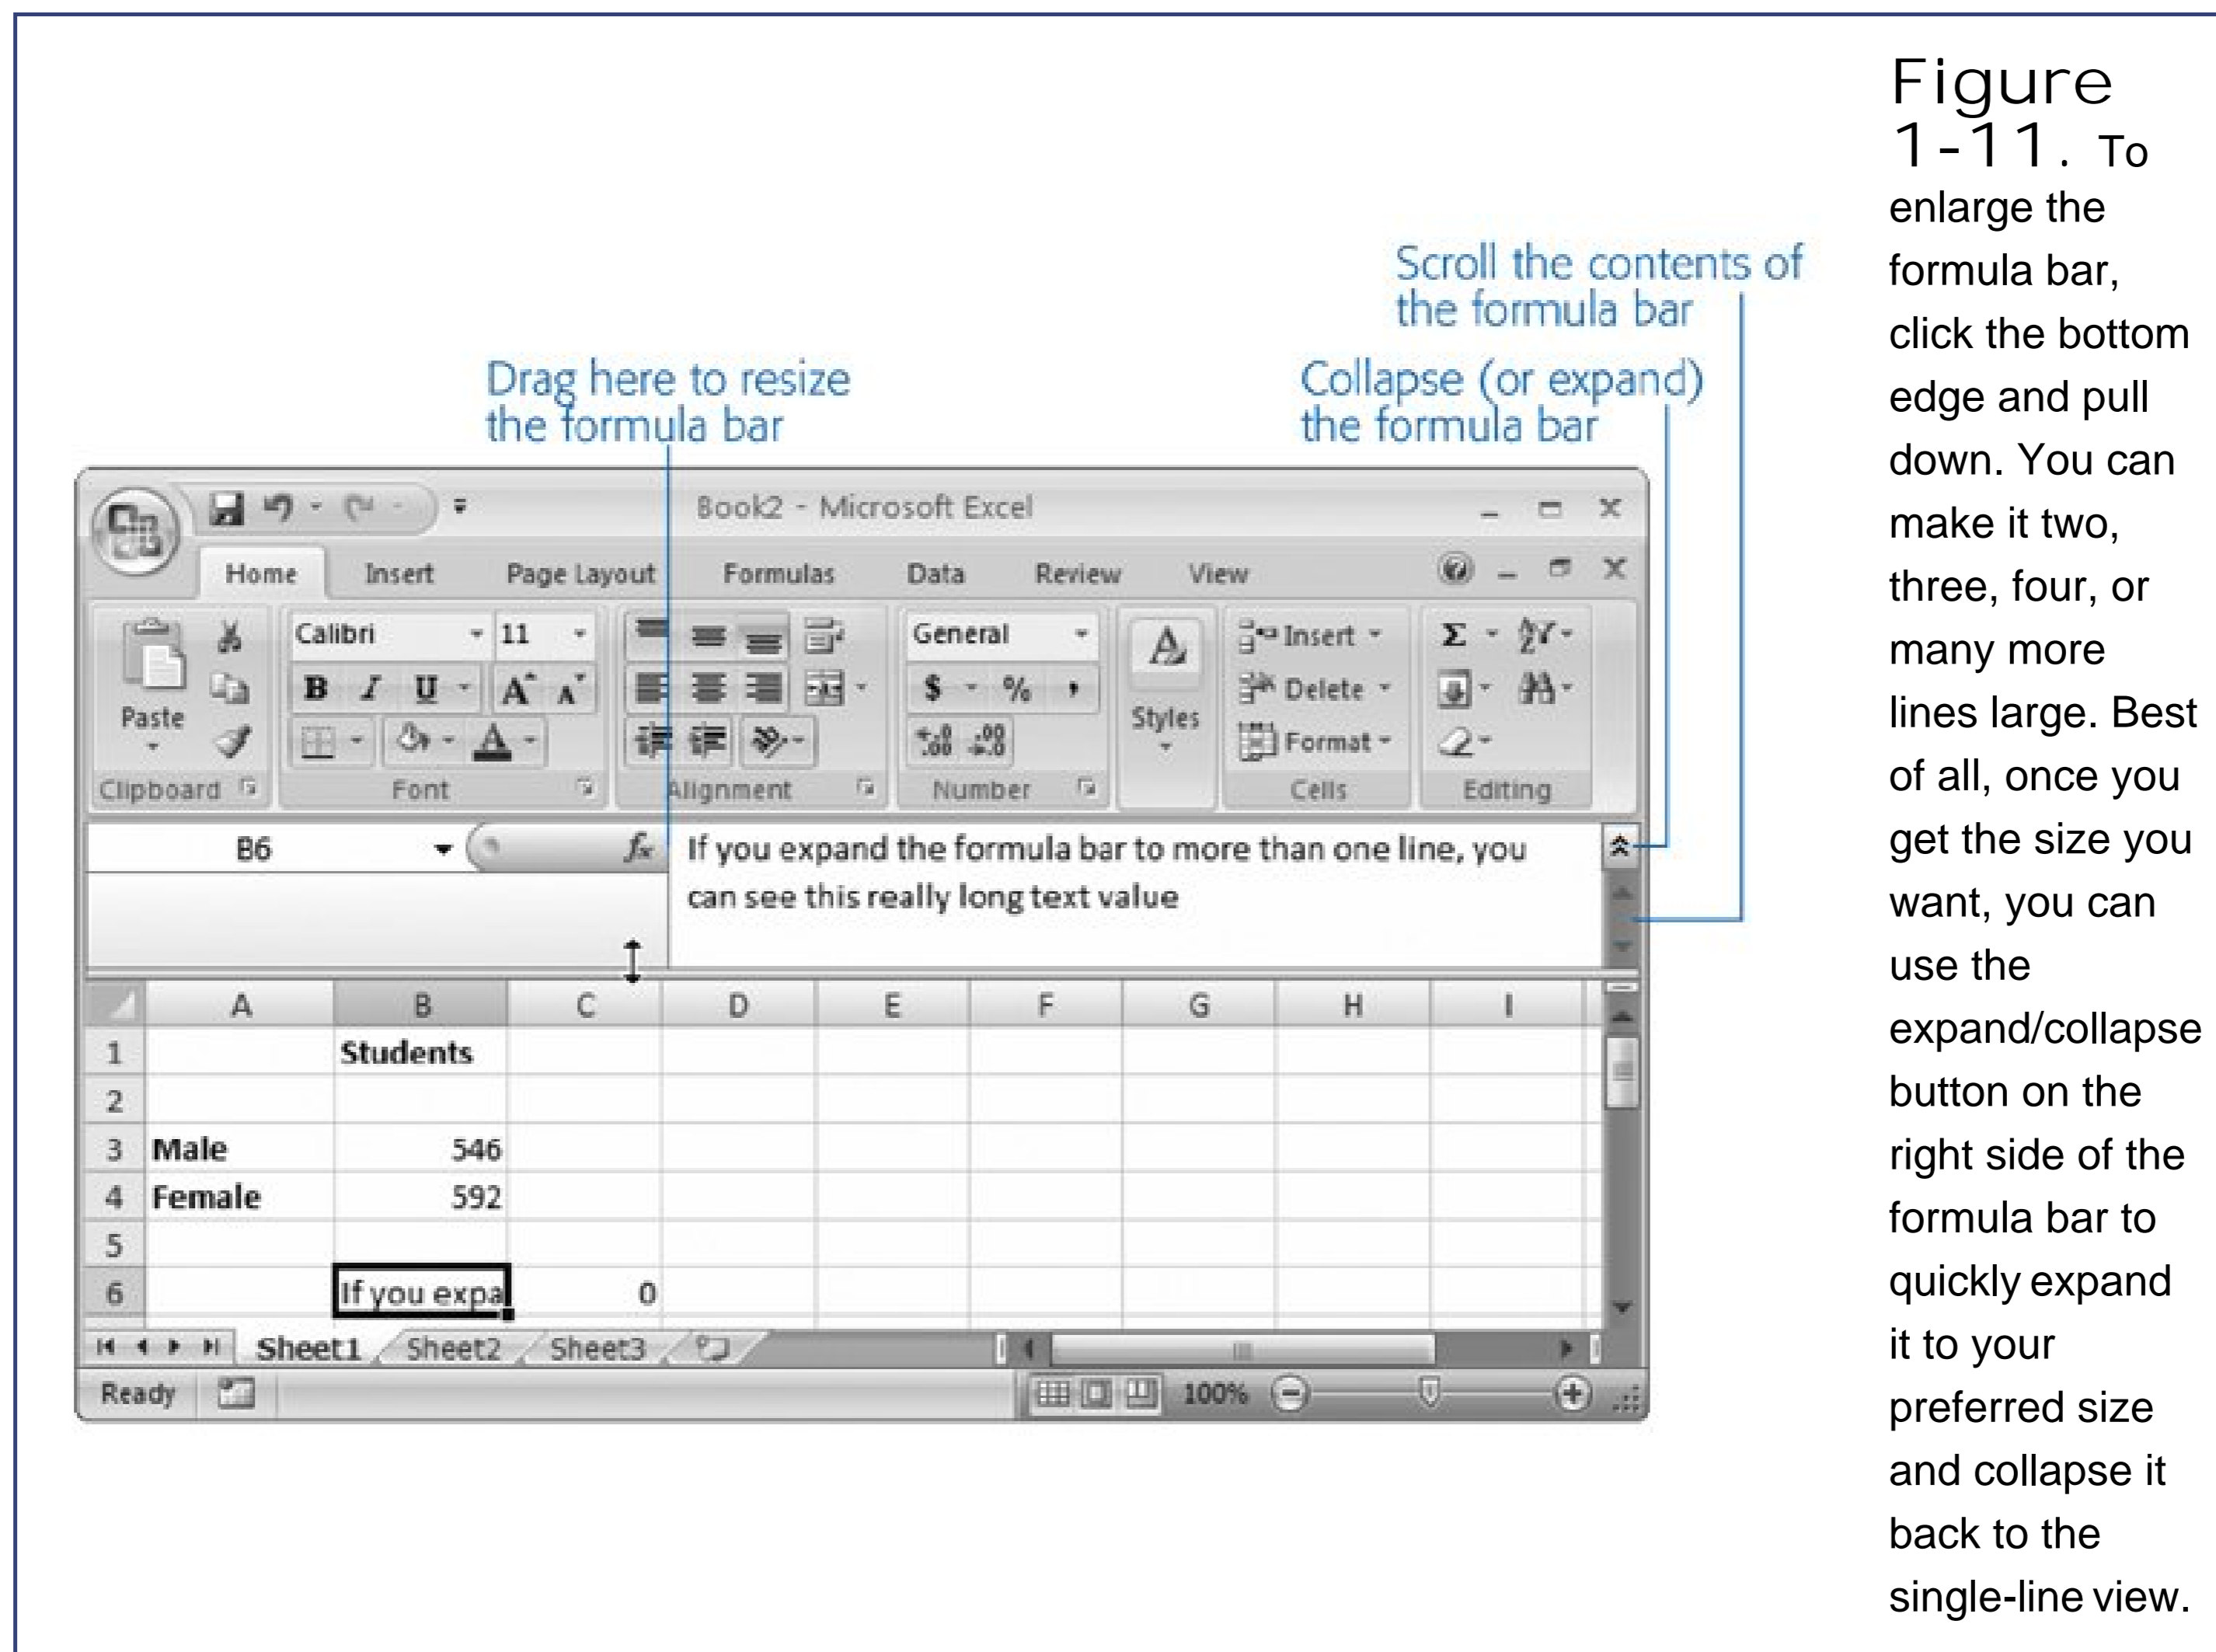 Figure
1-11. To
enlarge the
formula bar,
click the bottom
edge and pull
down. You can
make it two,
three, four, or
many more
lines large. Best
of all, once you
get the size you
want, you can
use the
expand/collapse
button on the
right side of the
formula bar to
quickly expand
it to your
preferred size
and collapse it
back to the
single-line view.
Scroll the contents of
the formula bar
Drag here to resize
the formula bar
Collapse (or expand)
the formula bar
Book2 - Microsoft Excel
Home Insert Page Layout Formulas Data Review View
Calibri 11 General Insert Σ
B I U A A $ % , Delete
Paste Styles
A .00 .00 Format
Clipboard Font Alignment Number Cells Editing
B6 fx If you expand the formula bar to more than one line, you
can see this really long text value
A B C D E F G H I
1 Students
2
3 Male 546
4 Female 592
5
6 If you expa 0
Sheet1 Sheet2 Sheet3
Ready 100%